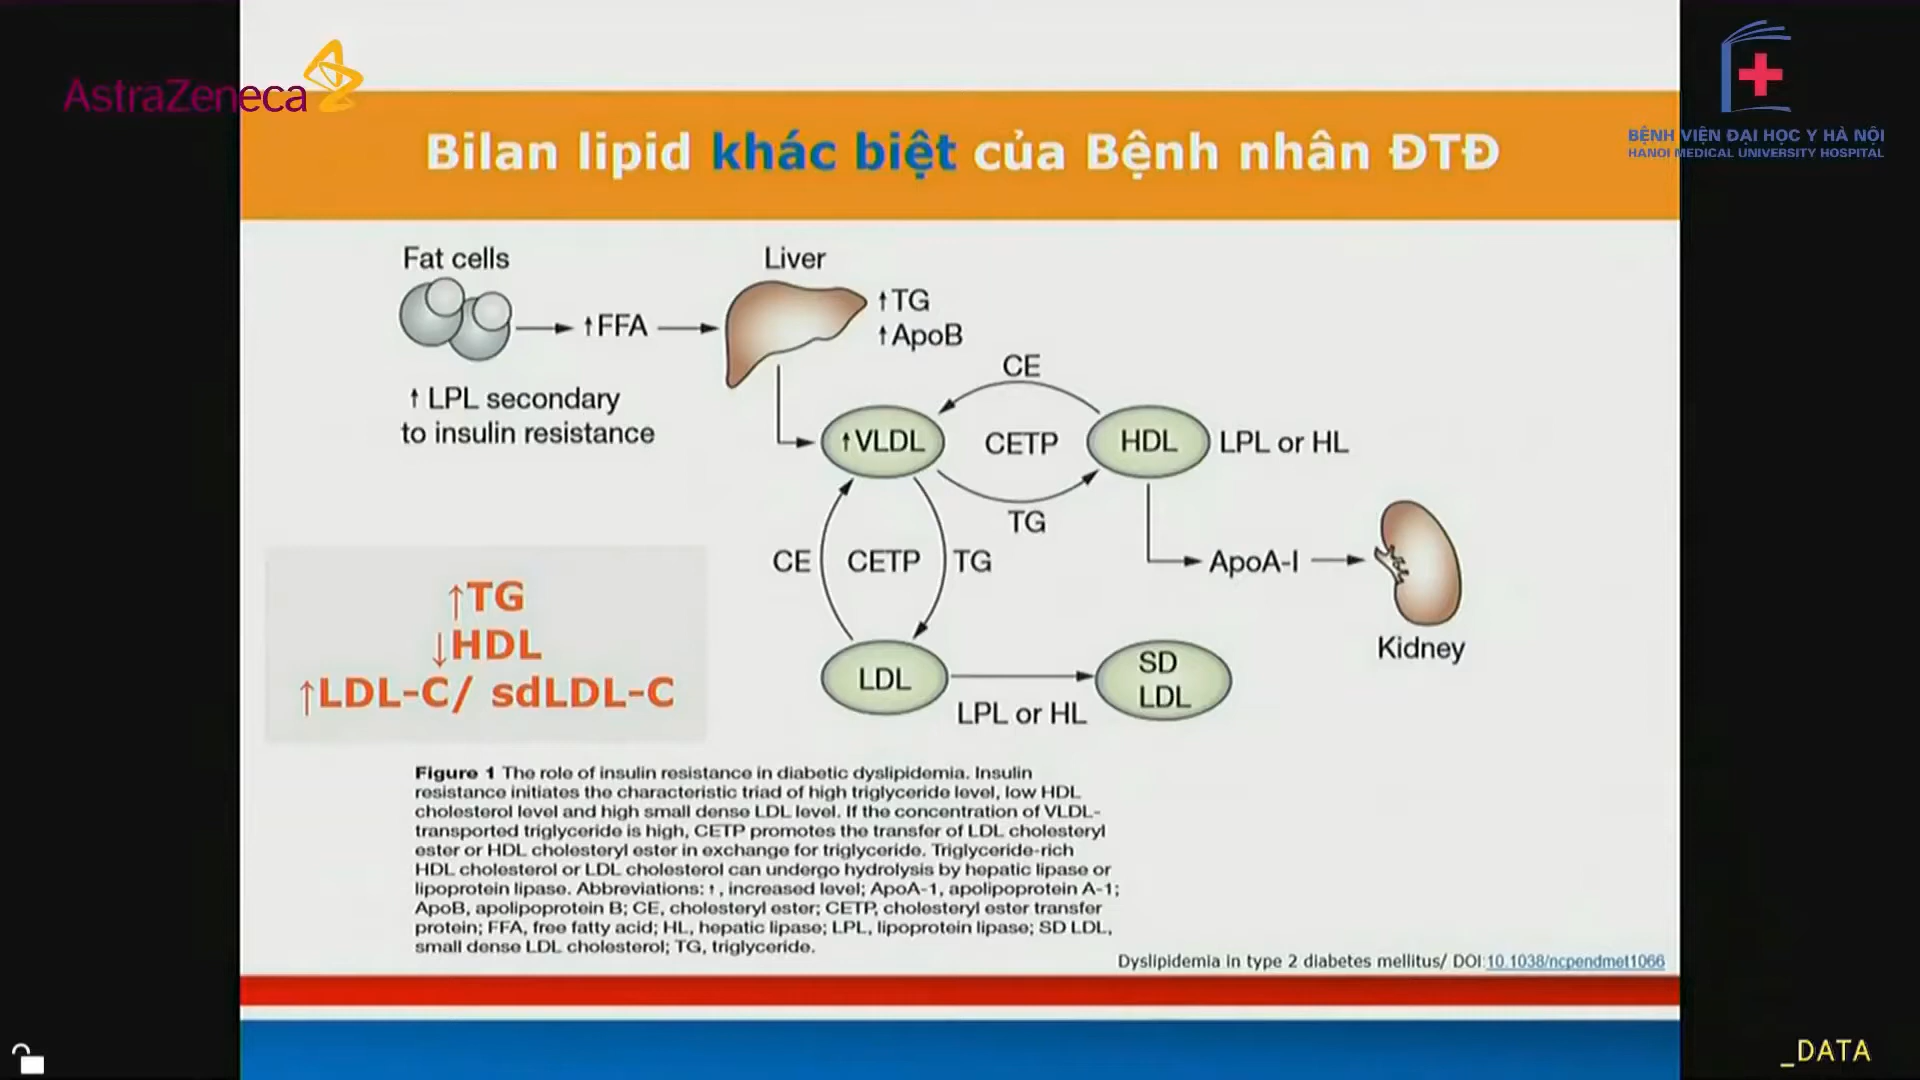 AstraZeneca
BỆNH VIỆN ĐẠI HỌC Y HÀ NỘI
HANOI MEDICAL UNIVERSITY HOSPITAL
Bilan lipid khác biệt của Bệnh nhân ĐTĐ
Fat cells
Liver
↑FFA
↑TG
↑ApoB
↑ LPL secondary
to insulin resistance
CE
↑VLDL
CETP
HDL
LPL or HL
TG
CE
CETP
TG
ApoA-I
Kidney
LDL
LPL or HL
SD
LDL
↑TG
↓HDL
↑LDL-C/ sdLDL-C
Figure 1 The role of insulin resistance in diabetic dyslipidemia. Insulin
resistance initiates the characteristic triad of high triglyceride level, low HDL
cholesterol level and high small dense LDL level. If the concentration of VLDL-
transported triglyceride is high, CETP promotes the transfer of LDL cholesteryl
ester or HDL cholesteryl ester in exchange for triglyceride. Triglyceride-rich
HDL cholesterol or LDL cholesterol can undergo hydrolysis by hepatic lipase or
lipoprotein lipase. Abbreviations: ↑, increased level; ApoA-1, apolipoprotein A-1;
ApoB, apolipoprotein B; CE, cholesteryl ester; CETP, cholesteryl ester transfer
protein; FFA, free fatty acid; HL, hepatic lipase; LPL, lipoprotein lipase; SD LDL,
small dense LDL cholesterol; TG, triglyceride.
Dyslipidemia in type 2 diabetes mellitus/ DOI:10.1038/ncpendmet1066
_DATA